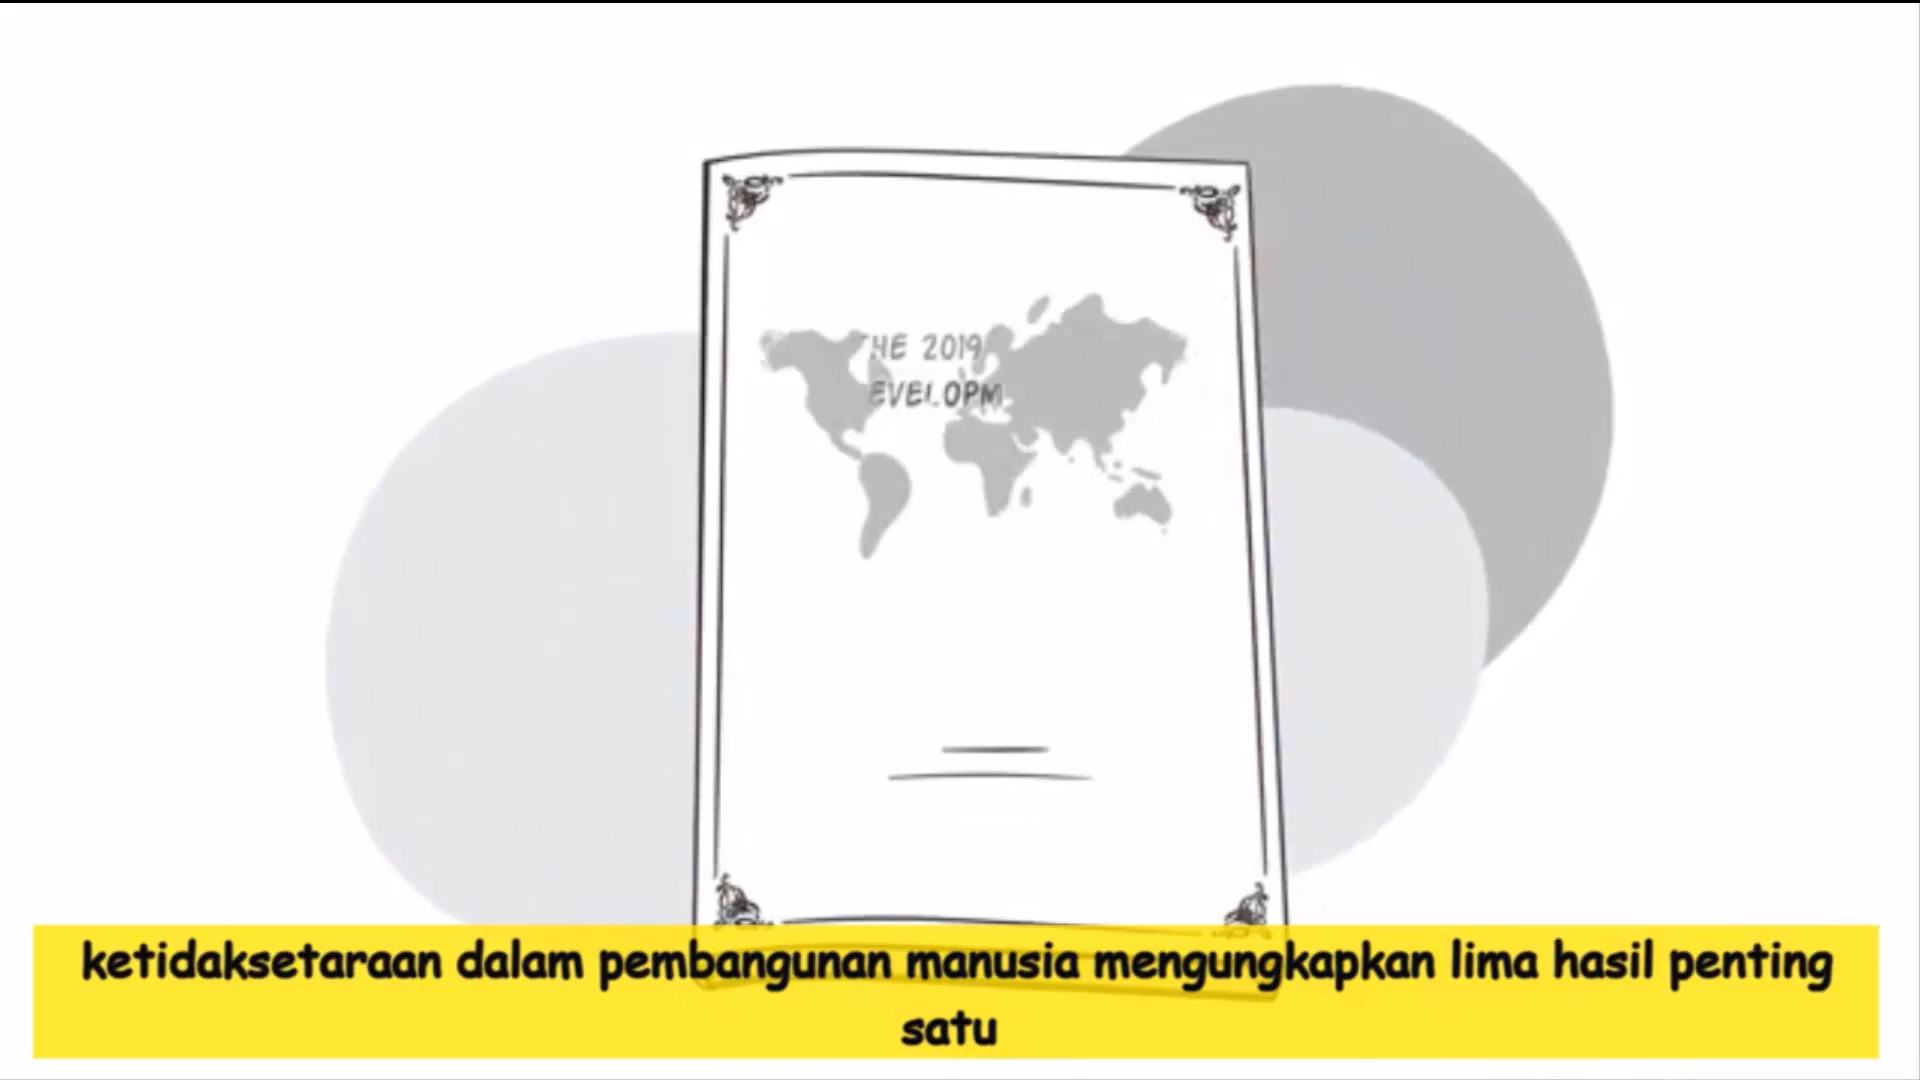 HE 2019
EVELOPM
ketidaksetaraan dalam pembangunan manusia mengungkapkan lima hasil penting
satu